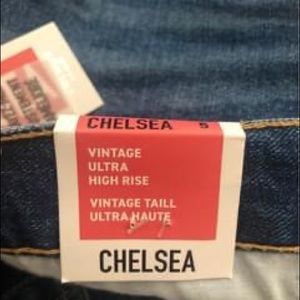 CHELSEA 5
VINTAGE
ULTRA
HIGH RISE
VINTAGE TAILL
ULTRA HAUTE
CHELSEA